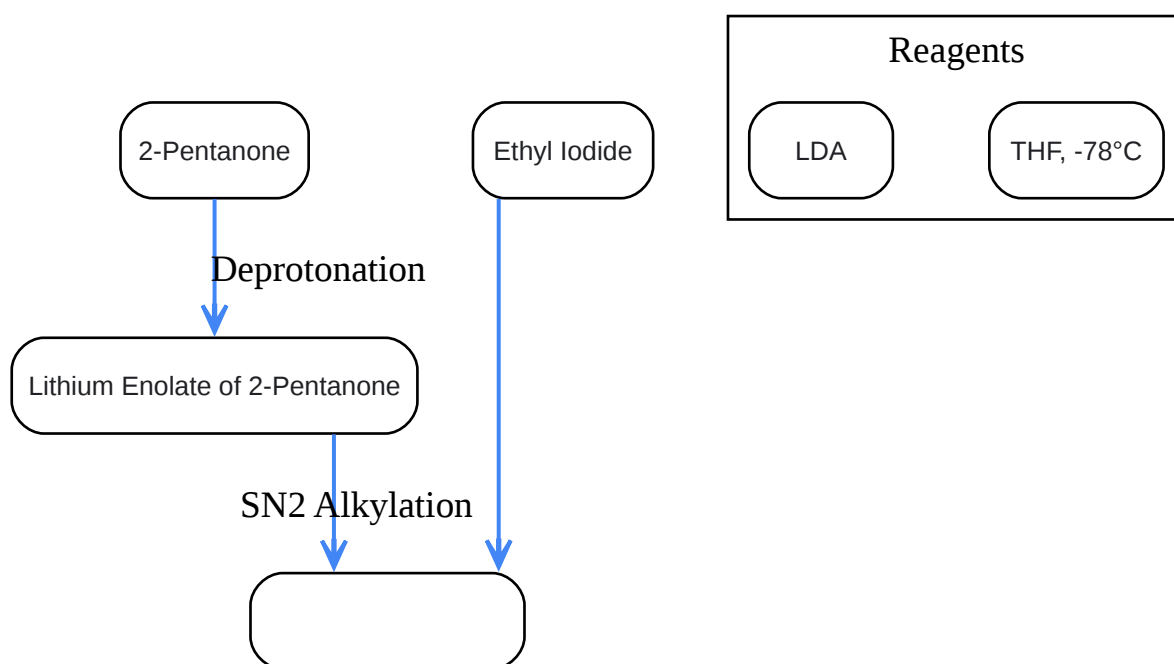 Reagents
2-Pentanone
Ethyl Iodide
LDA
THF, -78°C
Deprotonation
Lithium Enolate of 2-Pentanone
SN2 Alkylation